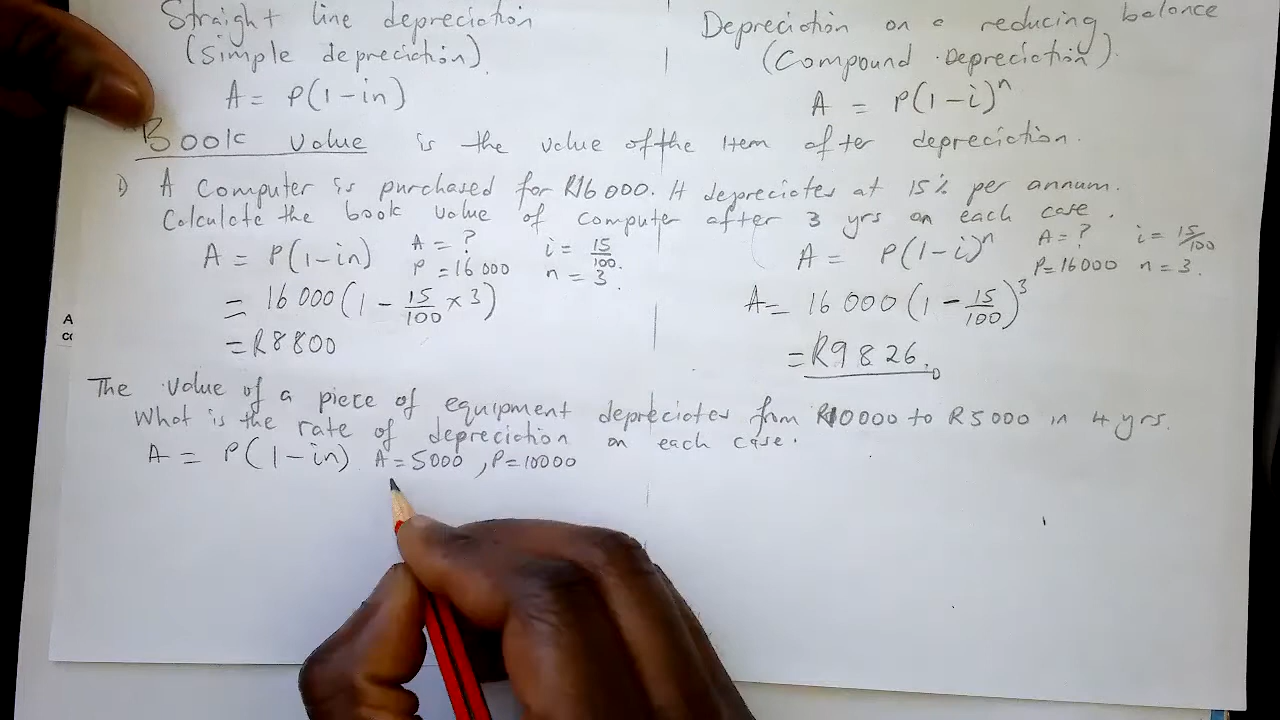 Straight line depreciation
(simple depreciation)
A = P(1-in)
Depreciation on a reducing balance
(Compound Depreciation).
A = P(1-i)ⁿ
Book value is the value of the item after depreciation.
1) A computer is purchased for R16 000. It depreciates at 15% per annum.
Calculate the book value of computer after 3 yrs on each case.
A = P(1-in)
A = ?
P = 16 000
i = 15/100.
n = 3.
= 16 000(1 - 15/100 × 3)
= R8800
A = P(1-i)ⁿ
A = ?
P = 16000
i = 15/100
n = 3.
A = 16 000(1 - 15/100)³
= R9 826.
The value of a piece of equipment depreciates from R10000 to R5000 in 4 yrs.
What is the rate of depreciation on each case.
A = P(1-in) A = 5000, P = 10000